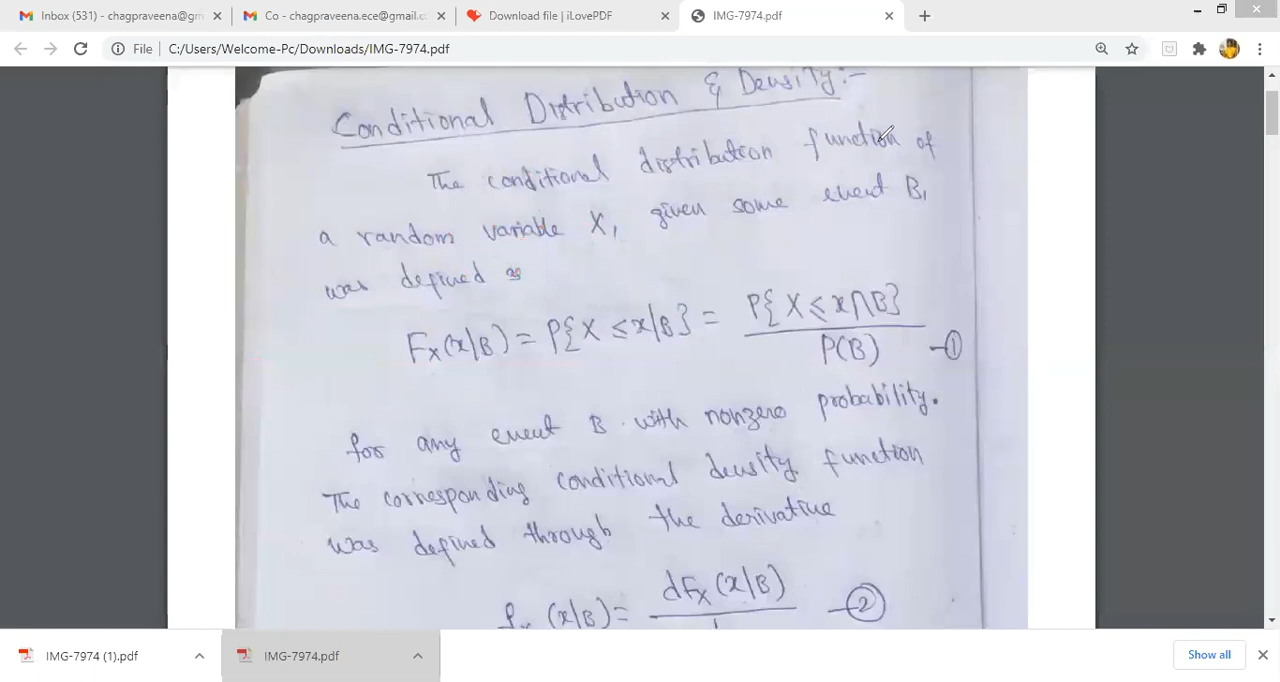 Inbox (531) - chagpraveena@gm
Co - chagpraveena.ece@gmail.c
Download file | iLovePDF
IMG-7974.pdf
File
C:/Users/Welcome-Pc/Downloads/IMG-7974.pdf
Conditional Distribution & Density:-
The conditional distribution function of
a random variable X, given some event B,
was defined as
Fx(x|B) = P{X ≤ x|B} = P{X ≤ x∩B}
P(B) -①
for any event B with nonzero probability.
The corresponding conditional density function
was defined through the derivative
fx (x|B) = dFx (x|B) -②
IMG-7974 (1).pdf
IMG-7974.pdf
Show all